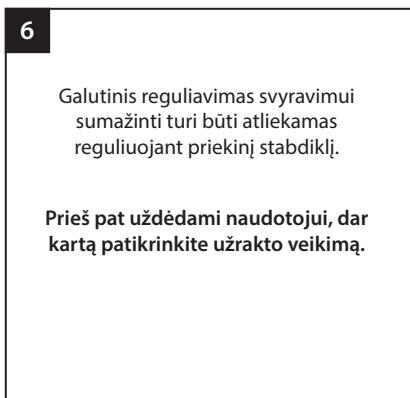 6
Galutinis reguliavimas svyravimui
sumažinti turi būti atliekamas
reguliuojant priekinį stabdiklį.
Prieš pat uždėdami naudotojui, dar
kartą patikrinkite užrakto veikimą.